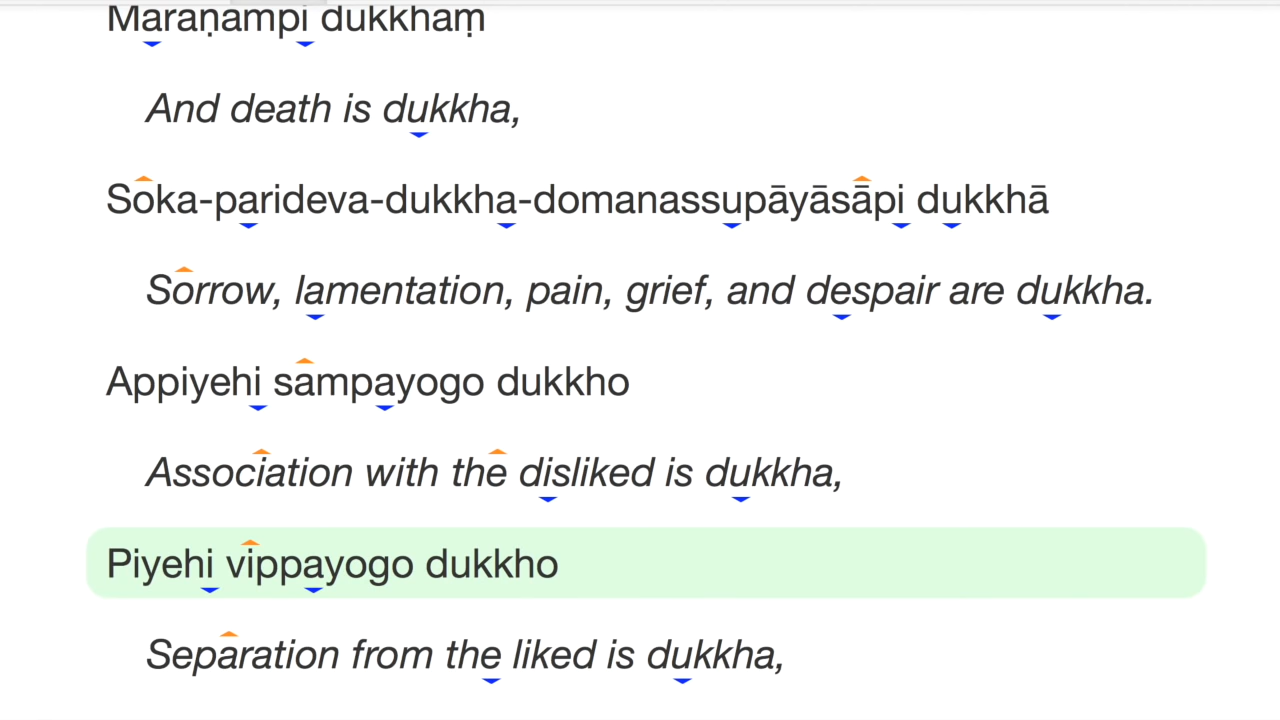 Maraṇampi dukkhaṃ
And death is dukkha,
Soka-parideva-dukkha-domanassupāyāsāpi dukkhā
Sorrow, lamentation, pain, grief, and despair are dukkha.
Appiyehi sampayogo dukkho
Association with the disliked is dukkha,
Piyehi vippayogo dukkho
Separation from the liked is dukkha,